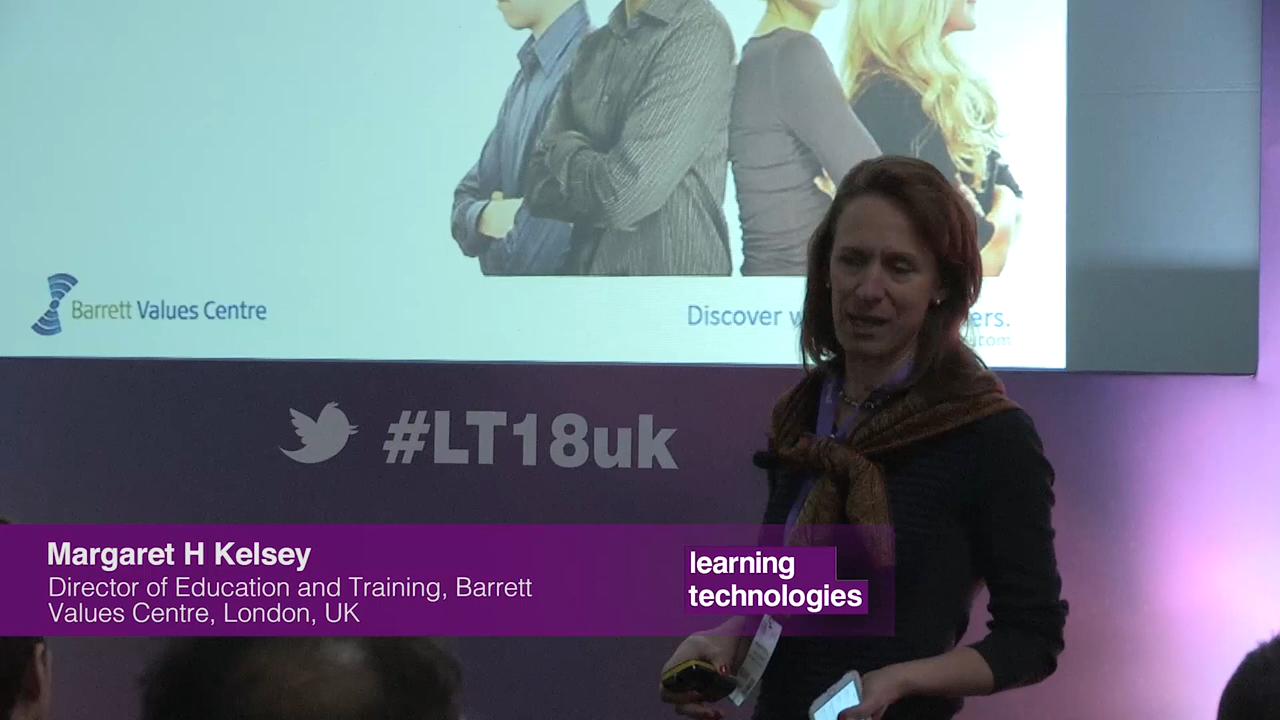 Barrett Values Centre
Discover
#LT18uk
Margaret H Kelsey
Director of Education and Training, Barrett
Values Centre, London, UK
learning
technologies